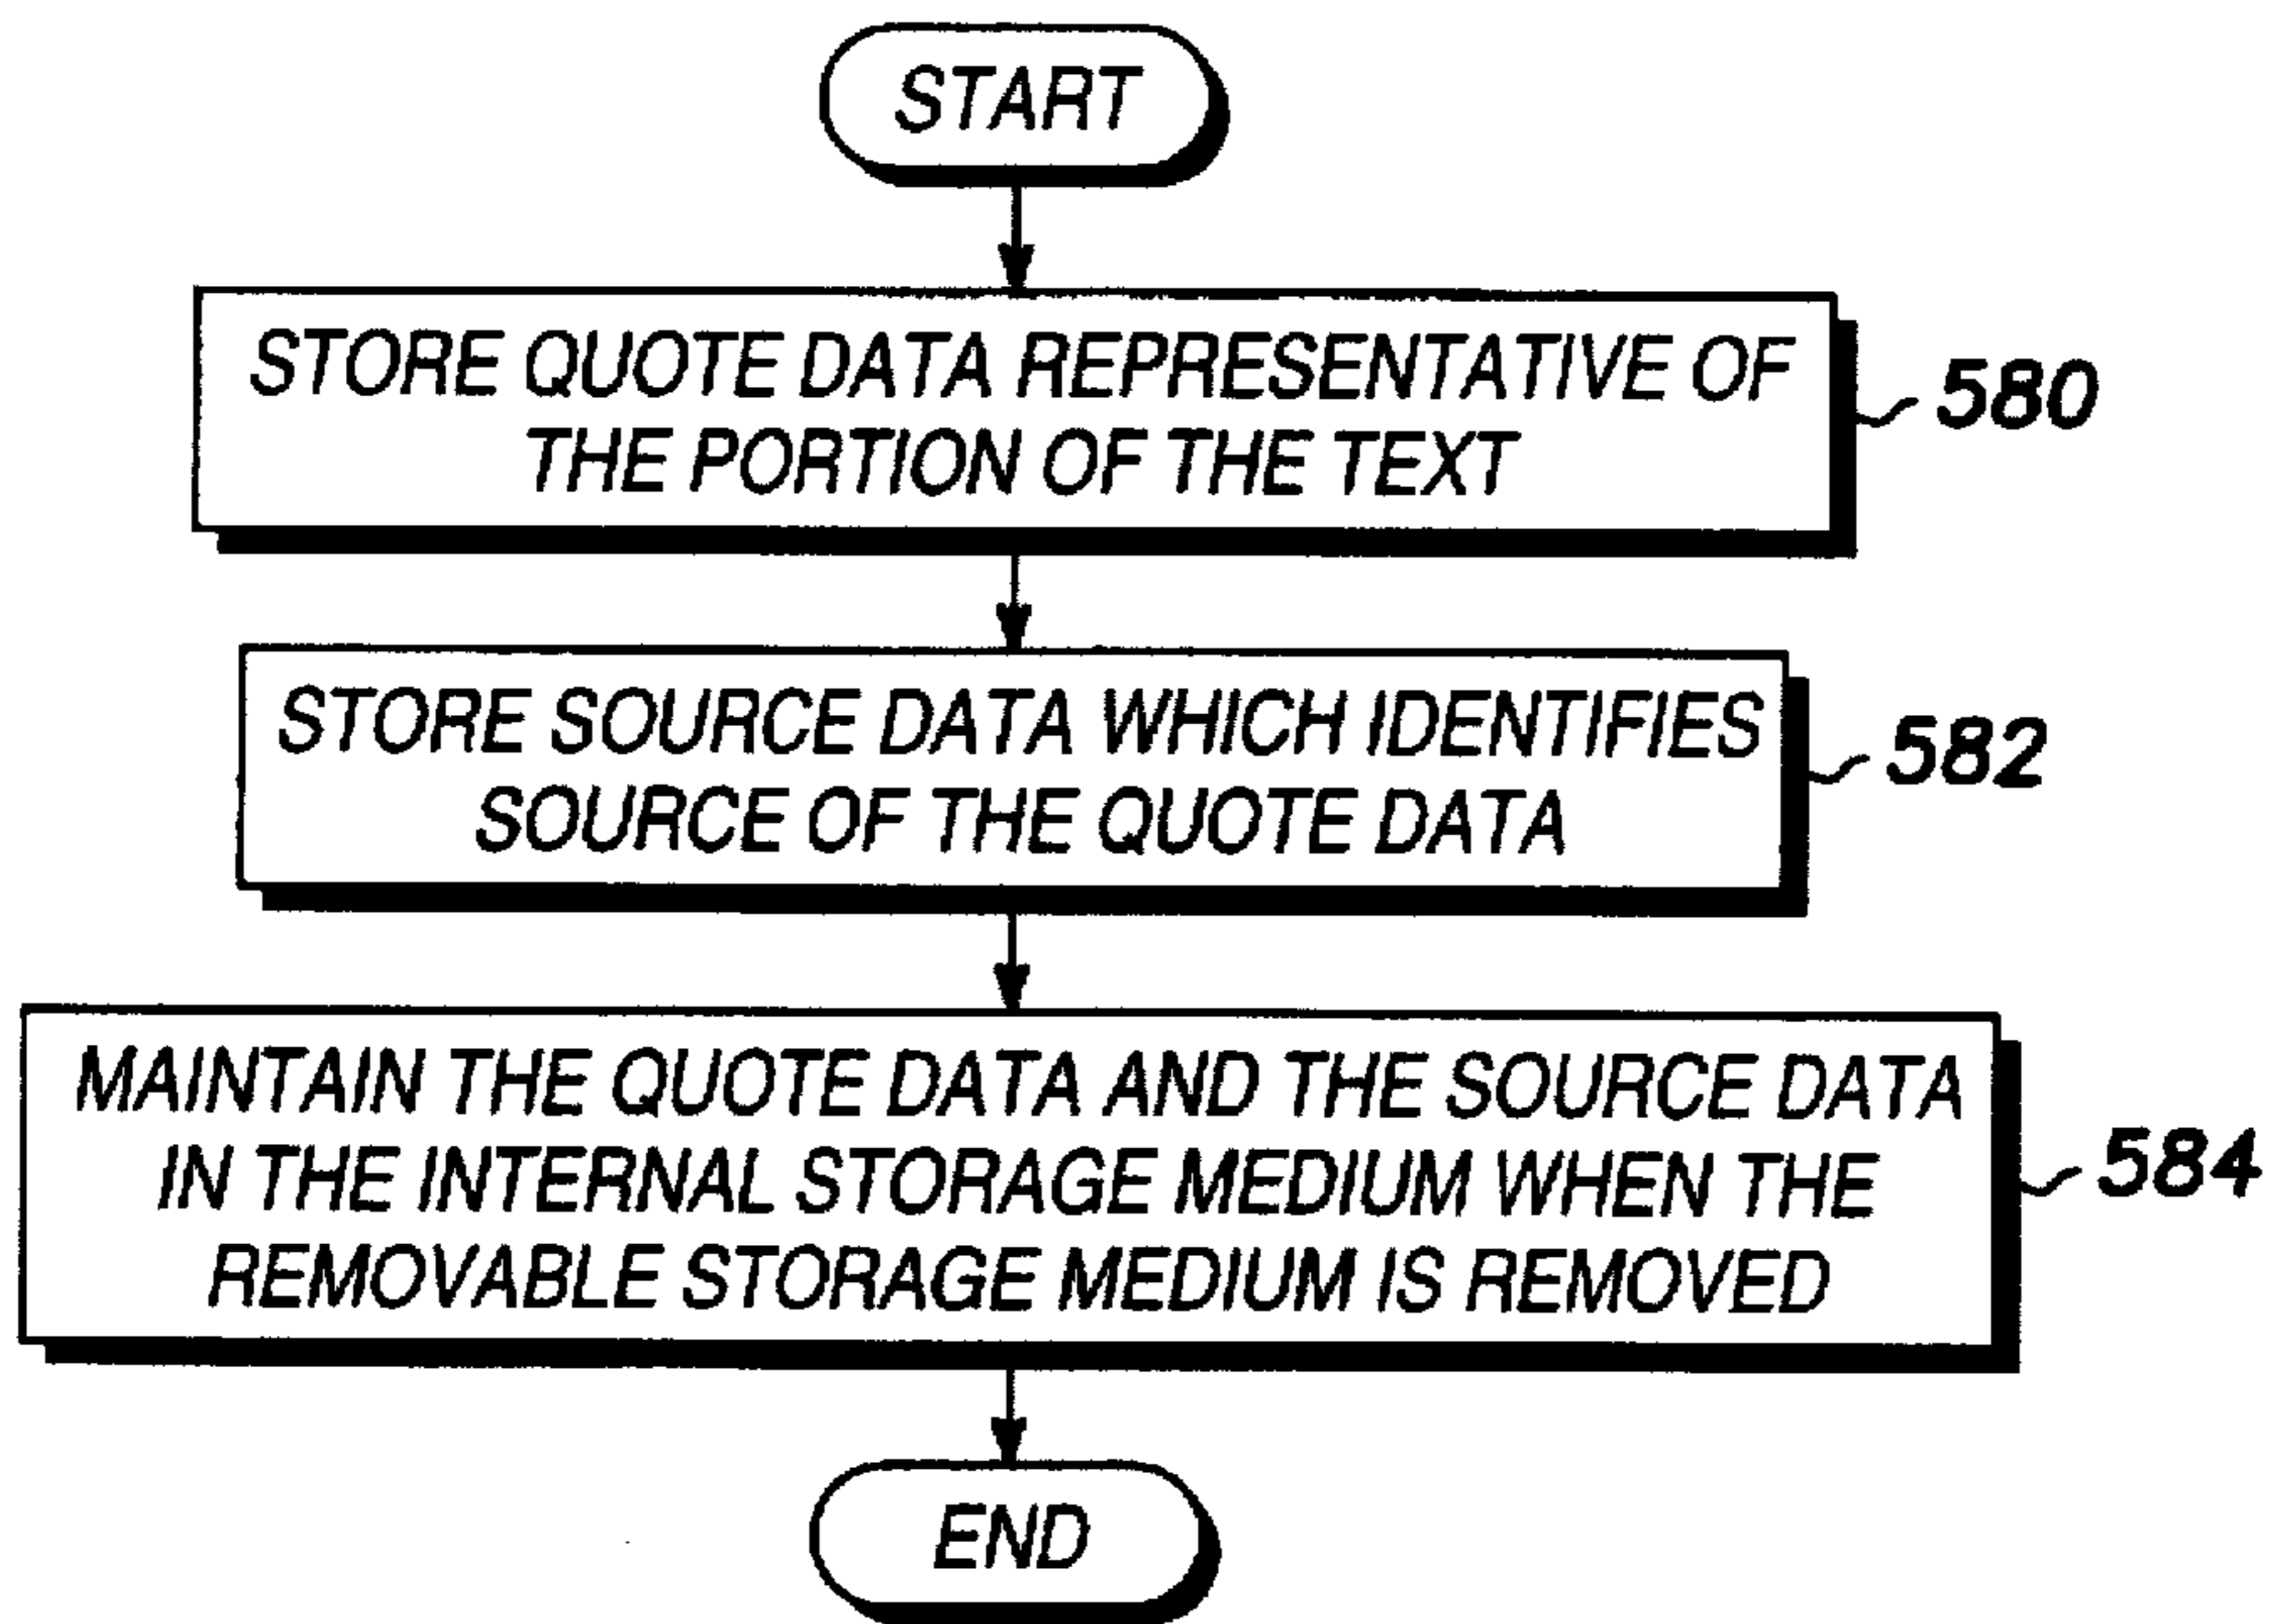 START
STORE QUOTE DATA REPRESENTATIVE OF
THE PORTION OF THE TEXT
580
STORE SOURCE DATA WHICH IDENTIFIES
SOURCE OF THE QUOTE DATA
582
MAINTAIN THE QUOTE DATA AND THE SOURCE DATA
IN THE INTERNAL STORAGE MEDIUM WHEN THE
REMOVABLE STORAGE MEDIUM IS REMOVED
584
END